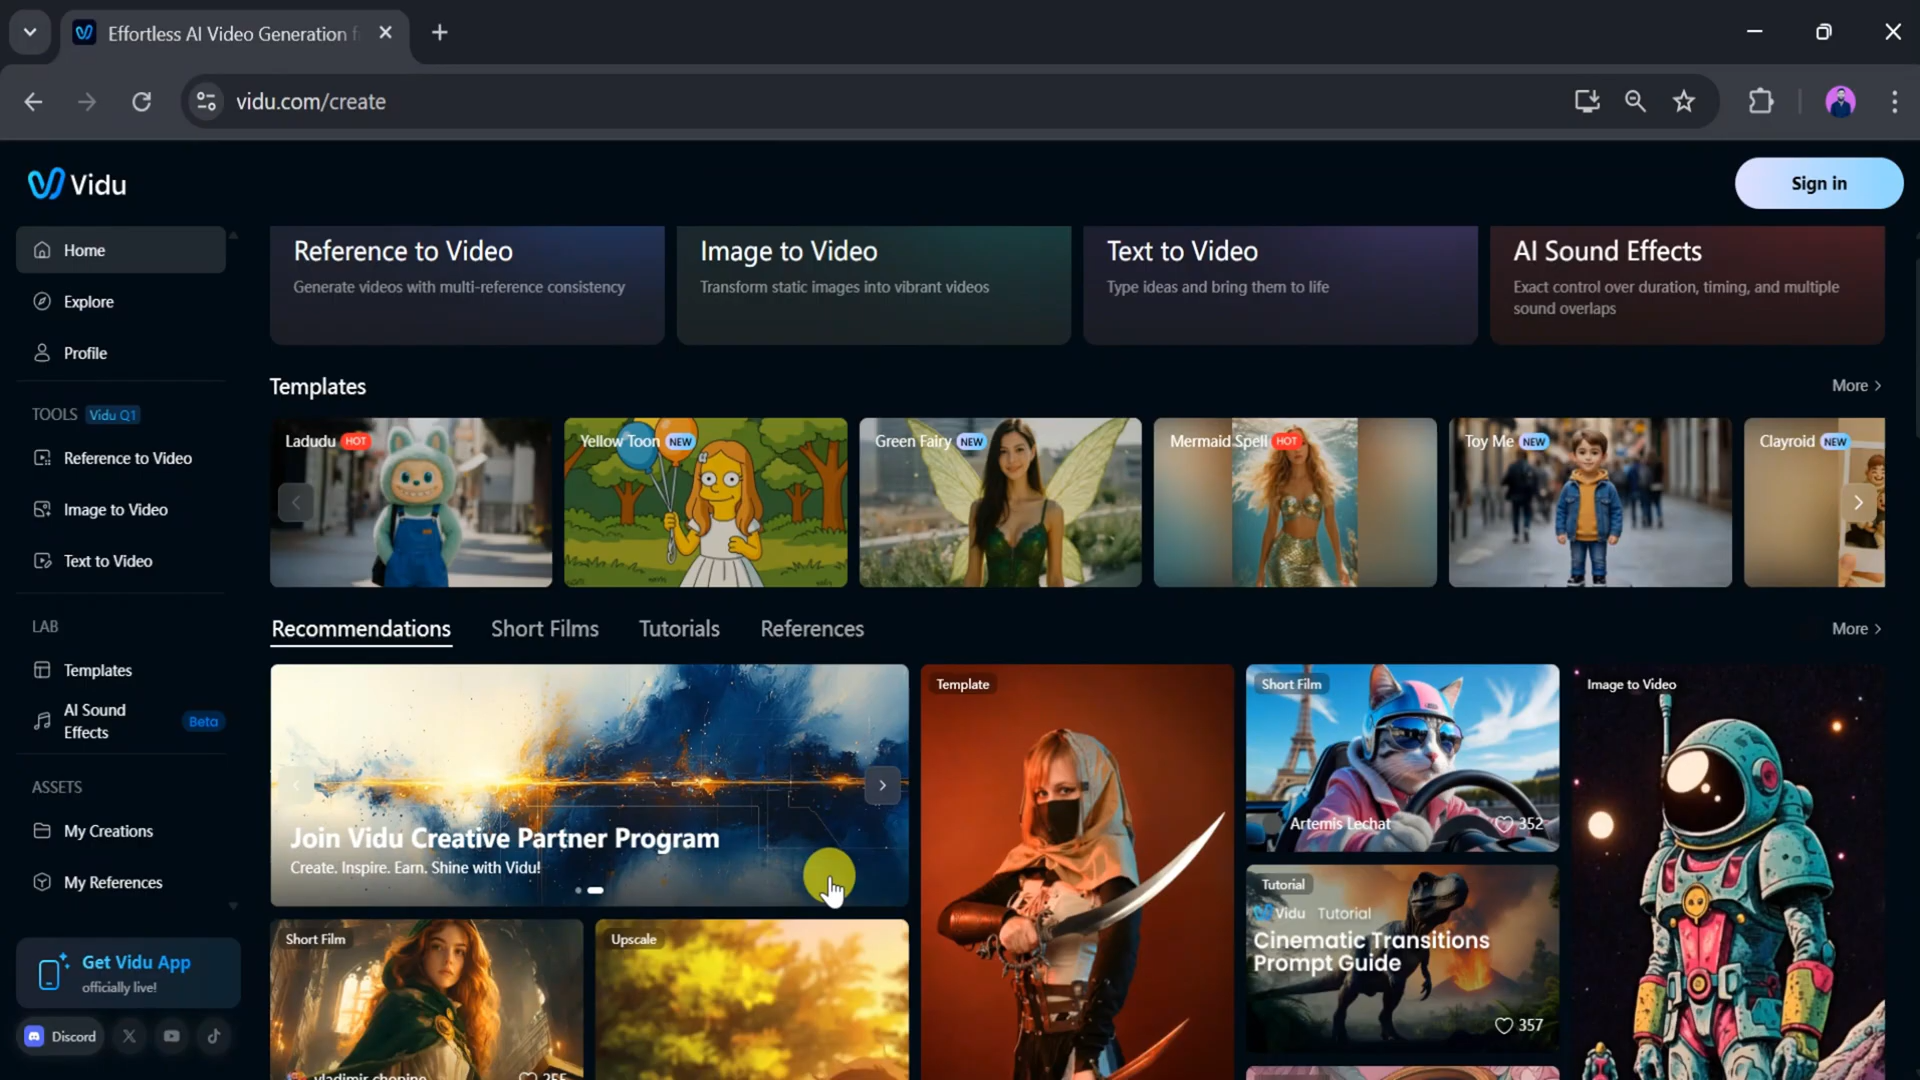 Effortless AI Video Generation f
vidu.com/create
Vidu
Sign in
Home
Explore
Profile
TOOLS Vidu Q1
Reference to Video
Image to Video
Text to Video
LAB
Templates
AI Sound
Effects
Beta
ASSETS
My Creations
My References
Get Vidu App
officially live!
Discord
Reference to Video
Generate videos with multi-reference consistency
Image to Video
Transform static images into vibrant videos
Text to Video
Type ideas and bring them to life
AI Sound Effects
Exact control over duration, timing, and multiple
sound overlaps
Templates
More >
Ladudu HOT
Yellow Toon NEW
Green Fairy NEW
Mermaid Spell HOT
Toy Me NEW
Clayroid NEW
Recommendations
Short Films
Tutorials
References
More >
Join Vidu Creative Partner Program
Create. Inspire. Earn. Shine with Vidu!
Template
Short Film
Artemis Lechat
352
Image to Video
Tutorial
Vidu Tutorial
Cinematic Transitions
Prompt Guide
357
Short Film
vladimir chopine
255
Upscale